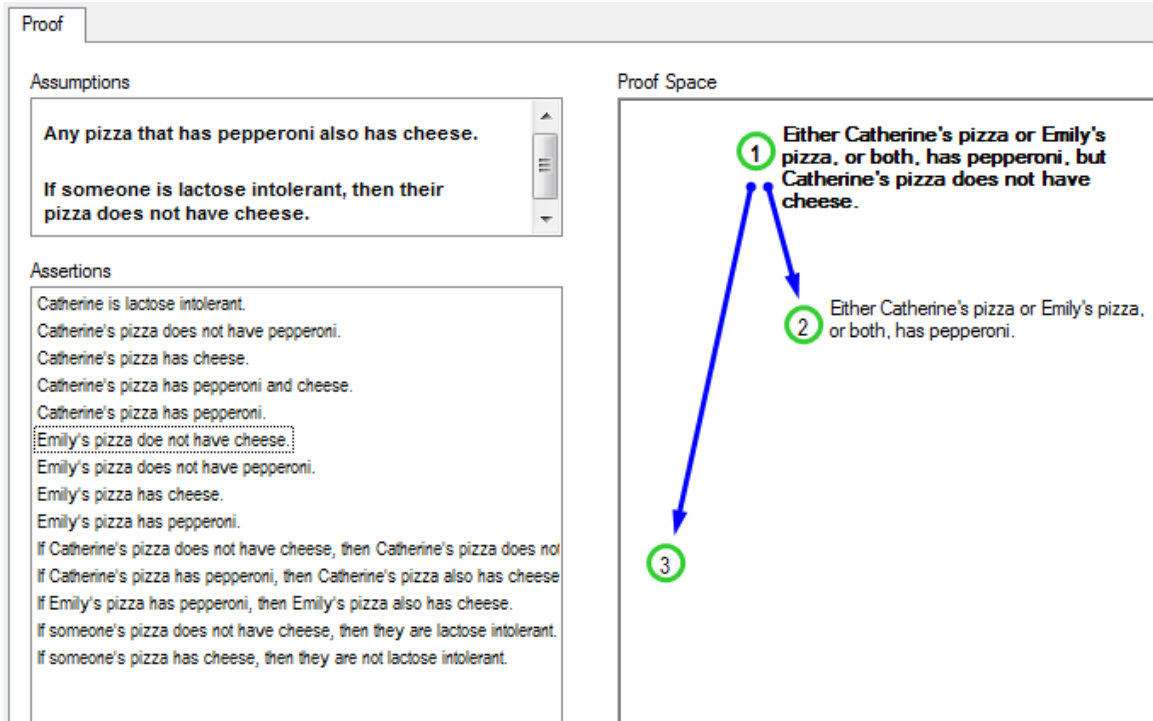 Proof
Assumptions
Any pizza that has pepperoni also has cheese.
If someone is lactose intolerant, then their
pizza does not have cheese.
Assertions
Catherine is lactose intolerant.
Catherine's pizza does not have pepperoni.
Catherine's pizza has cheese.
Catherine's pizza has pepperoni and cheese.
Catherine's pizza has pepperoni.
Emily's pizza doe not have cheese.
Emily's pizza does not have pepperoni.
Emily's pizza has cheese.
Emily's pizza has pepperoni.
If Catherine's pizza does not have cheese, then Catherine's pizza does not
If Catherine's pizza has pepperoni, then Catherine's pizza also has cheese
If Emily's pizza has pepperoni, then Emily's pizza also has cheese.
If someone's pizza does not have cheese, then they are lactose intolerant.
If someone's pizza has cheese, then they are not lactose intolerant.
Proof Space
1
Either Catherine's pizza or Emily's
pizza, or both, has pepperoni, but
Catherine's pizza does not have
cheese.
2
Either Catherine's pizza or Emily's pizza,
or both, has pepperoni.
3